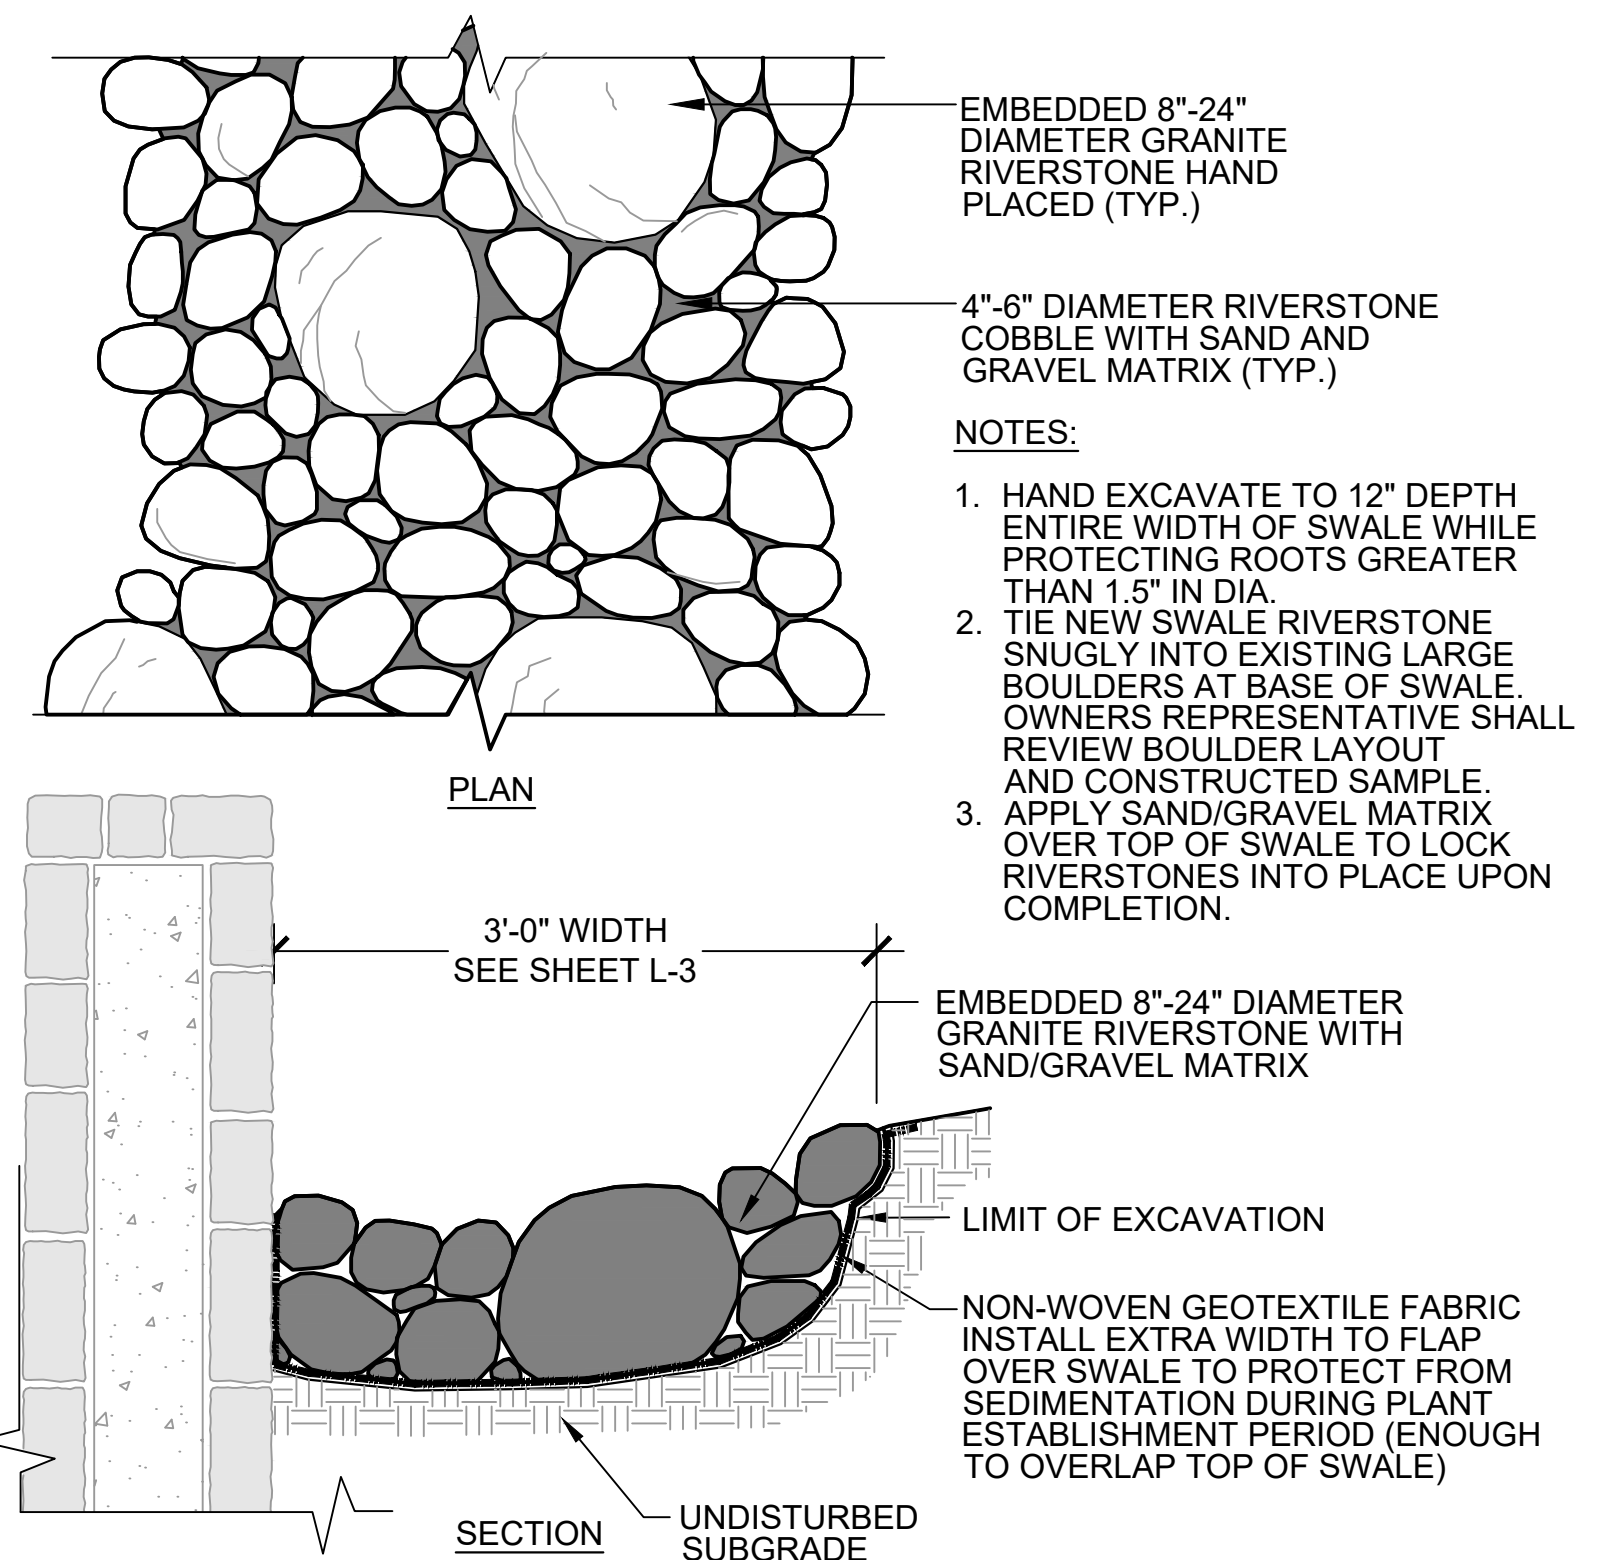 EMBEDDED 8"-24"
DIAMETER GRANITE
RIVERSTONE HAND
PLACED (TYP.)
4"-6" DIAMETER RIVERSTONE
COBBLE WITH SAND AND
GRAVEL MATRIX (TYP.)
NOTES:
1. HAND EXCAVATE TO 12" DEPTH
ENTIRE WIDTH OF SWALE WHILE
PROTECTING ROOTS GREATER
THAN 1.5" IN DIA.
2. TIE NEW SWALE RIVERSTONE
SNUGLY INTO EXISTING LARGE
BOULDERS AT BASE OF SWALE.
OWNERS REPRESENTATIVE SHALL
REVIEW BOULDER LAYOUT
AND CONSTRUCTED SAMPLE.
3. APPLY SAND/GRAVEL MATRIX
OVER TOP OF SWALE TO LOCK
RIVERSTONES INTO PLACE UPON
COMPLETION.
PLAN
3'-0" WIDTH
SEE SHEET L-3
EMBEDDED 8"-24" DIAMETER
GRANITE RIVERSTONE WITH
SAND/GRAVEL MATRIX
LIMIT OF EXCAVATION
NON-WOVEN GEOTEXTILE FABRIC
INSTALL EXTRA WIDTH TO FLAP
OVER SWALE TO PROTECT FROM
SEDIMENTATION DURING PLANT
ESTABLISHMENT PERIOD (ENOUGH
TO OVERLAP TOP OF SWALE)
UNDISTURBED
SUBGRADE
SECTION